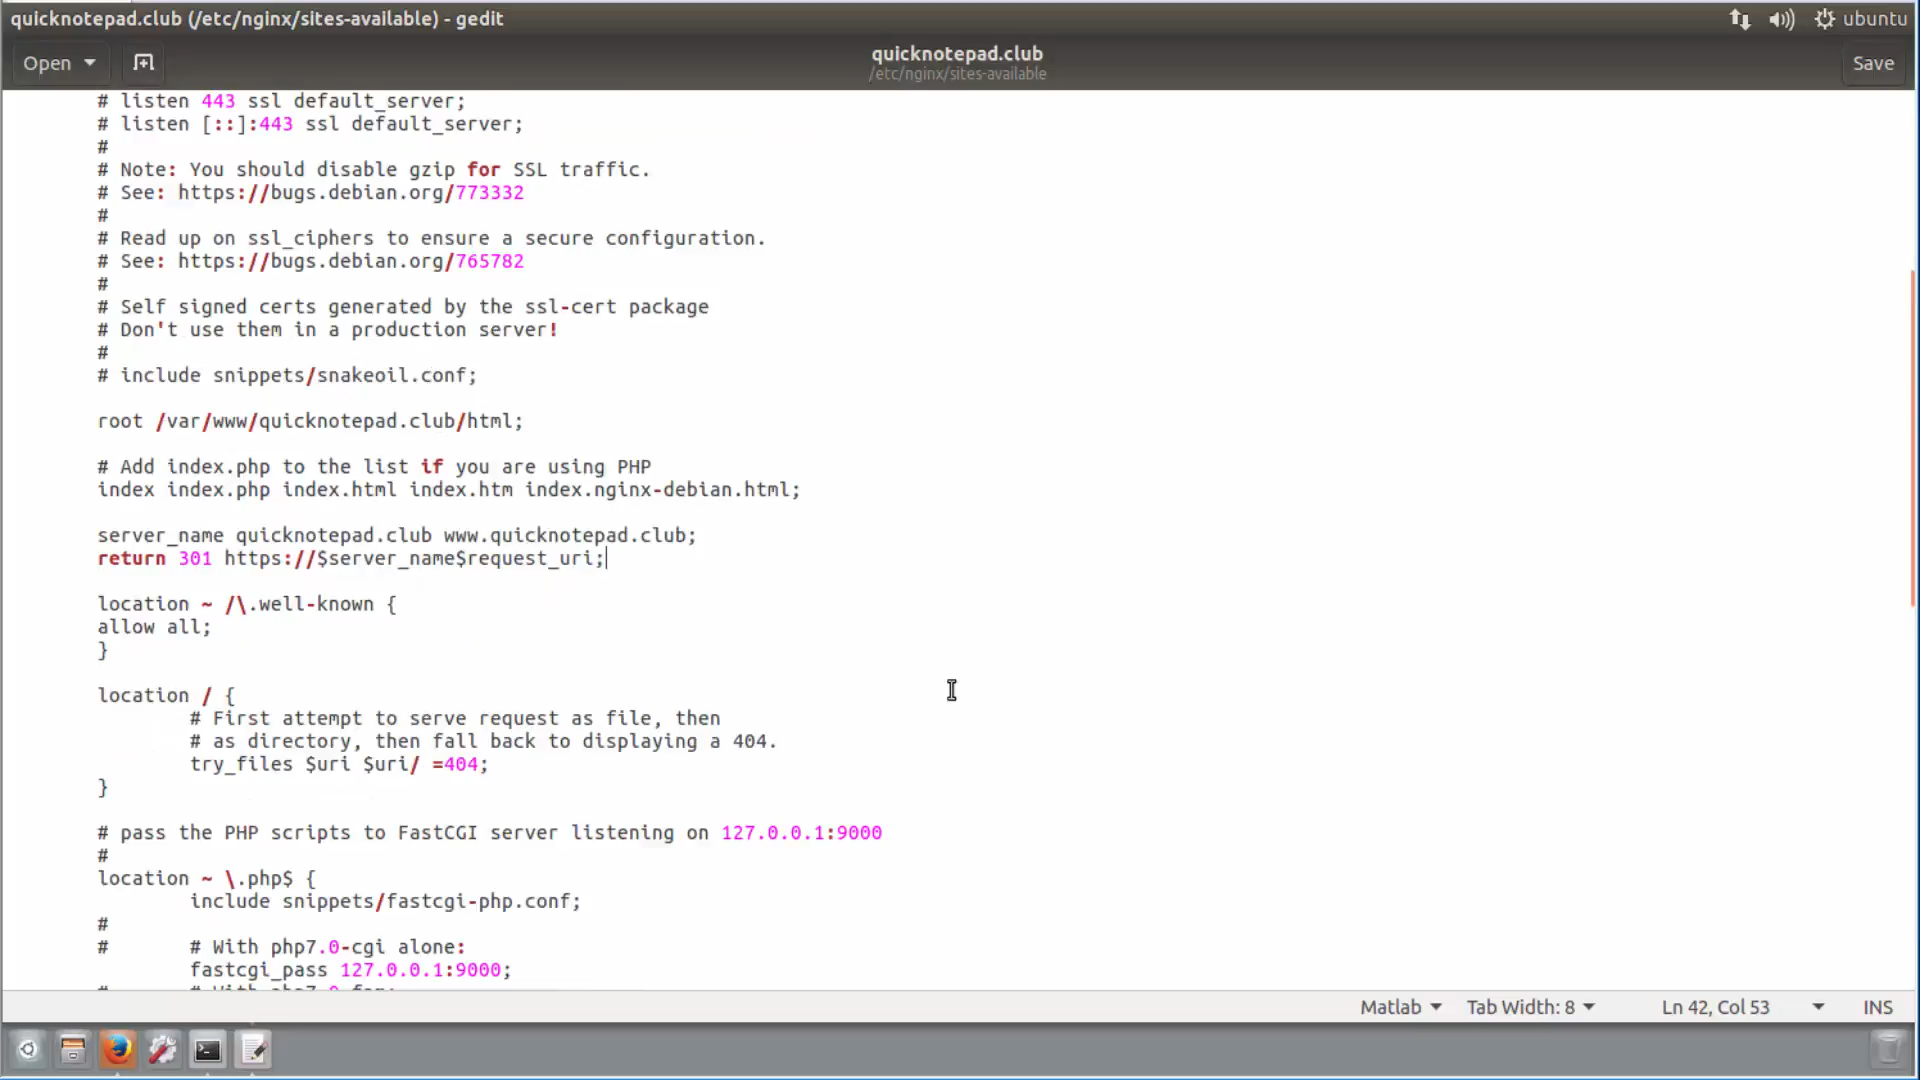 quicknotepad.club (/etc/nginx/sites-available) - gedit
ubuntu
Open
quicknotepad.club
/etc/nginx/sites-available
Save
# listen 443 ssl default_server;
# listen [::]:443 ssl default_server;
#
# Note: You should disable gzip for SSL traffic.
# See: https://bugs.debian.org/773332
#
# Read up on ssl_ciphers to ensure a secure configuration.
# See: https://bugs.debian.org/765782
#
# Self signed certs generated by the ssl-cert package
# Don't use them in a production server!
#
# include snippets/snakeoil.conf;
root /var/www/quicknotepad.club/html;
# Add index.php to the list if you are using PHP
index index.php index.html index.htm index.nginx-debian.html;
server_name quicknotepad.club www.quicknotepad.club;
return 301 https://$server_name$request_uri;
location ~ /\.well-known {
allow all;
}
location / {
# First attempt to serve request as file, then
# as directory, then fall back to displaying a 404.
try_files $uri $uri/ =404;
}
# pass the PHP scripts to FastCGI server listening on 127.0.0.1:9000
#
location ~ \.php$ {
include snippets/fastcgi-php.conf;
#
# # With php7.0-cgi alone:
fastcgi_pass 127.0.0.1:9000;
# # With php7.0-fpm:
Matlab Tab Width: 8 Ln 42, Col 53 INS